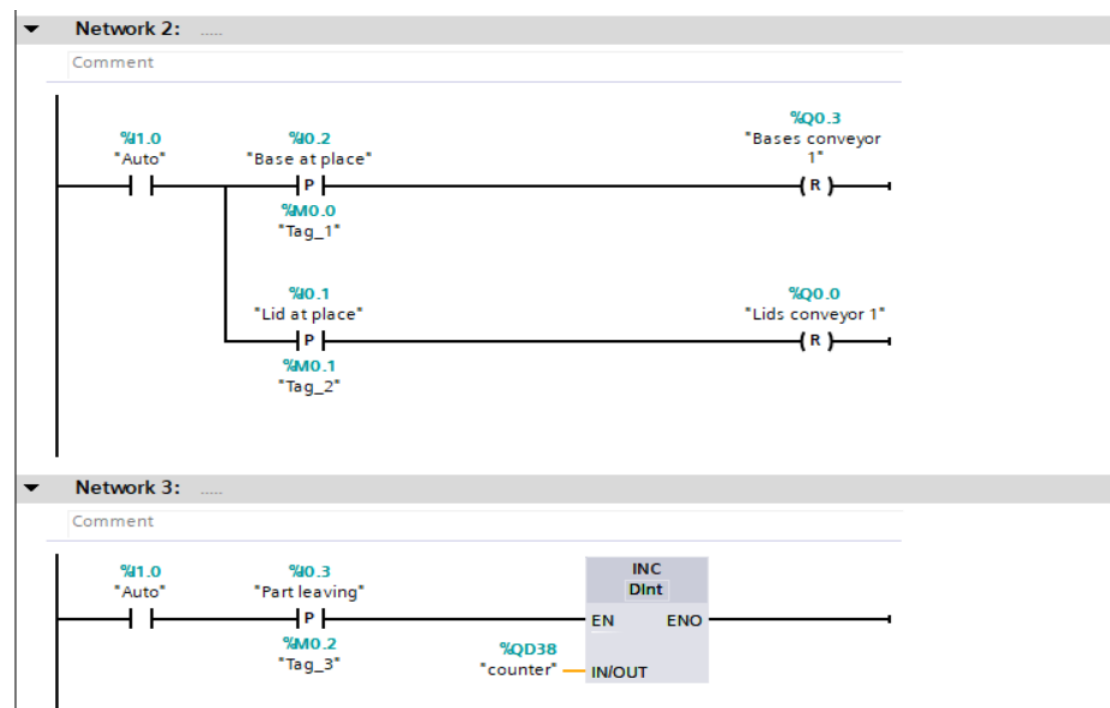 Network 2: .....
Comment
%I1.0
"Auto"
%I0.2
"Base at place"
P
%M0.0
"Tag_1"
%Q0.3
"Bases conveyor
1"
R
%I0.1
"Lid at place"
P
%M0.1
"Tag_2"
%Q0.0
"Lids conveyor 1"
R
Network 3: .....
Comment
%I1.0
"Auto"
%I0.3
"Part leaving"
P
%M0.2
"Tag_3"
INC
DInt
EN ENO
%QD38
"counter"
IN/OUT